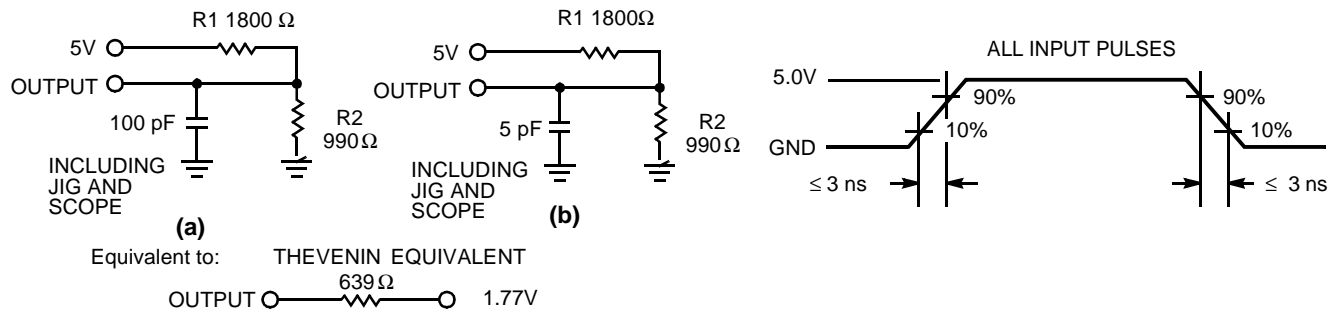 R1 1800 Ω
5V
OUTPUT
100 pF
R2
990Ω
INCLUDING
JIG AND
SCOPE
(a)
R1 1800Ω
5V
OUTPUT
5 pF
R2
990Ω
INCLUDING
JIG AND
SCOPE
(b)
ALL INPUT PULSES
5.0V
90%
10%
GND
≤ 3 ns
90%
10%
≤ 3 ns
Equivalent to: THEVENIN EQUIVALENT
639Ω
OUTPUT 1.77V